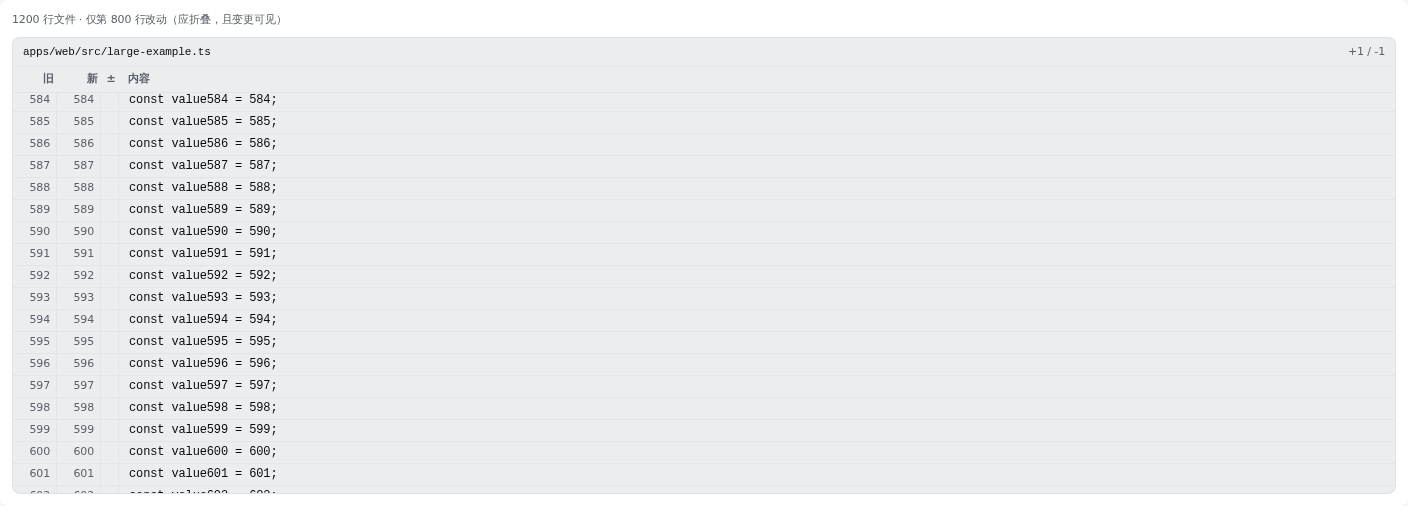 1200 行文件 · 仅第 800 行改动（应折叠，且变更可见）
apps/web/src/large-example.ts +1 / -1
旧 新 ± 内容
584 584 const value584 = 584;
585 585 const value585 = 585;
586 586 const value586 = 586;
587 587 const value587 = 587;
588 588 const value588 = 588;
589 589 const value589 = 589;
590 590 const value590 = 590;
591 591 const value591 = 591;
592 592 const value592 = 592;
593 593 const value593 = 593;
594 594 const value594 = 594;
595 595 const value595 = 595;
596 596 const value596 = 596;
597 597 const value597 = 597;
598 598 const value598 = 598;
599 599 const value599 = 599;
600 600 const value600 = 600;
601 601 const value601 = 601;